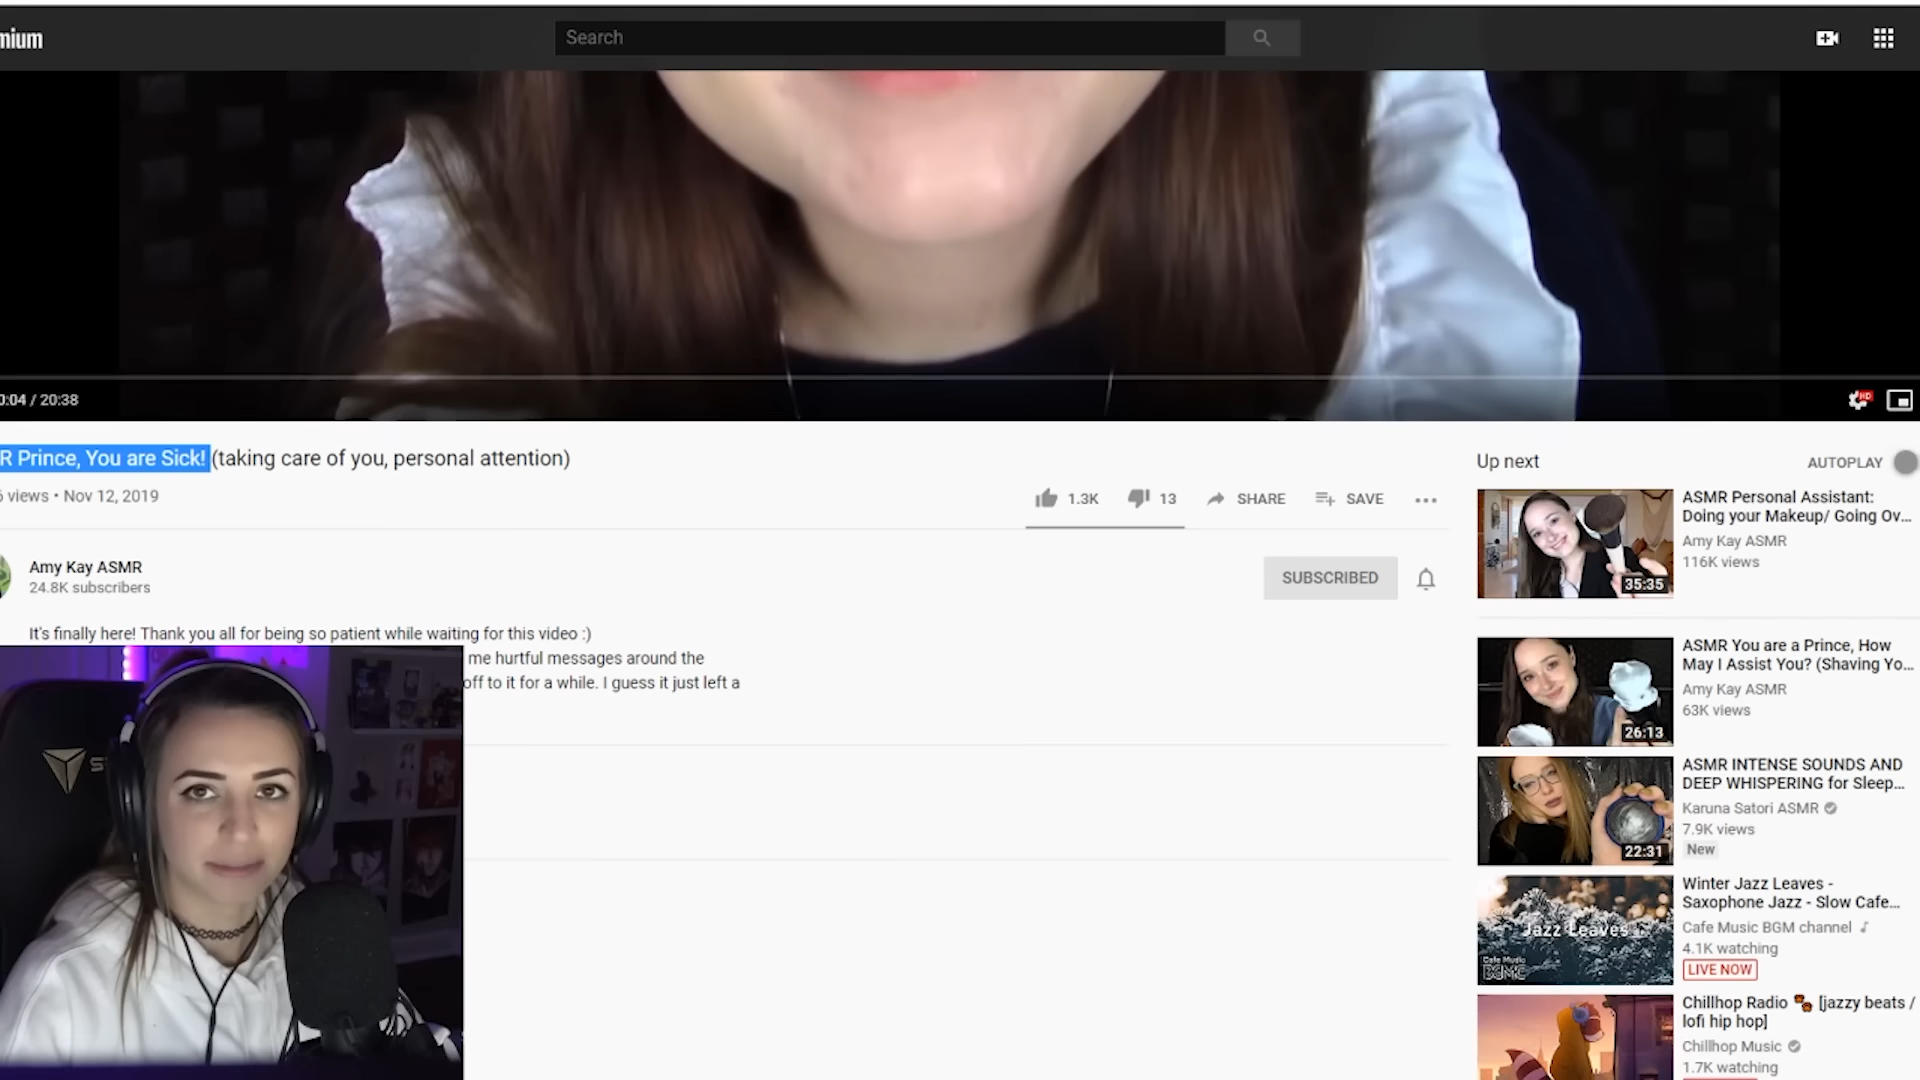 mium
Search
0:04 / 20:38
R Prince, You are Sick! (taking care of you, personal attention)
6 views • Nov 12, 2019
1.3K
13
SHARE
SAVE
Amy Kay ASMR
24.8K subscribers
SUBSCRIBED
It's finally here! Thank you all for being so patient while waiting for this video :)
me hurtful messages around the
off to it for a while. I guess it just left a
Up next
AUTOPLAY
35:35
ASMR Personal Assistant:
Doing your Makeup/ Going Ov...
Amy Kay ASMR
116K views
26:13
ASMR You are a Prince, How
May I Assist You? (Shaving Yo...
Amy Kay ASMR
63K views
22:31
ASMR INTENSE SOUNDS AND
DEEP WHISPERING for Sleep...
Karuna Satori ASMR
7.9K views
New
Jazz Leaves
Cafe Music
BGMC
Winter Jazz Leaves -
Saxophone Jazz - Slow Cafe...
Cafe Music BGM channel
4.1K watching
LIVE NOW
Chillhop Radio 🐾 [jazzy beats /
lofi hip hop]
Chillhop Music
1.7K watching